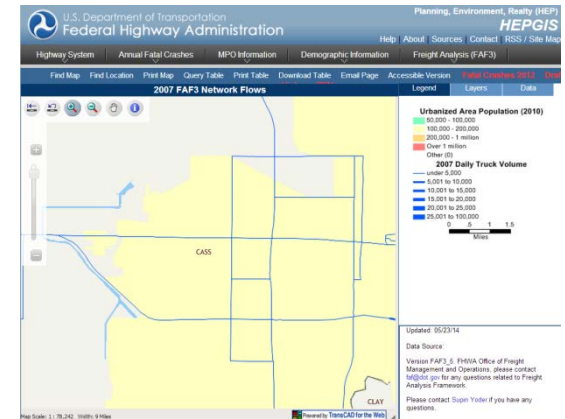 U.S. Department of Transportation
Federal Highway Administration
Planning, Environment, Realty (HEP)
HEPGIS
Help | About | Sources | Contact | RSS / Site Map
Highway System Annual Fatal Crashes MPO Information Demographic Information Freight Analysis (FAF3)
Find Map Find Location Print Map Query Table Print Table Download Table Email Page Accessible Version Fatal Crashes 2012 Draf
2007 FAF3 Network Flows
Legend Layers Data
Urbanized Area Population (2010)
50,000 - 100,000
100,000 - 200,000
200,000 - 1 million
Over 1 million
Other (0)
2007 Daily Truck Volume
under 5,000
5,001 to 10,000
10,001 to 15,000
15,001 to 20,000
20,001 to 25,000
25,001 to 100,000
0 .5 1 1.5
Miles
CASS
CLAY
Updated: 05/23/14
Data Source:
Version FAF3_5. FHWA Office of Freight
Management and Operations, please contact
faf@dot.gov for any questions related to Freight
Analysis Framework.
Please contact Supin Yoder if you have any
questions.
Map Scale: 1 : 78,242 Width: 9 Miles
Powered by TransCAD for the Web